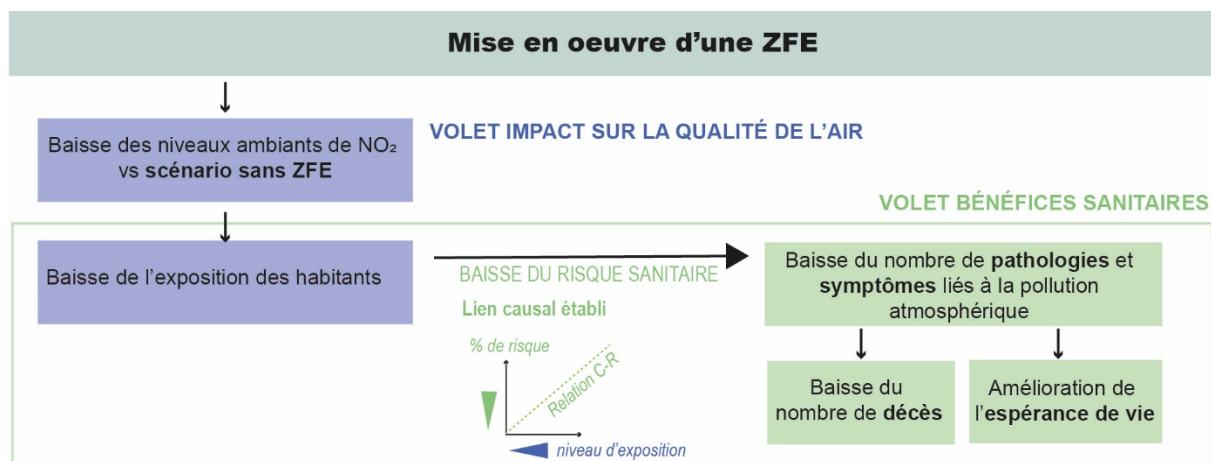 Mise en oeuvre d'une ZFE
VOLET IMPACT SUR LA QUALITÉ DE L'AIR
Baisse des niveaux ambiants de NO₂
vs scénario sans ZFE
VOLET BÉNÉFICES SANITAIRES
Baisse de l'exposition des habitants
BAISSE DU RISQUE SANITAIRE
Lien causal établi
% de risque
Relation C-R
niveau d'exposition
Baisse du nombre de pathologies et
symptômes liés à la pollution
atmosphérique
Baisse du
nombre de décès
Amélioration de
l'espérance de vie